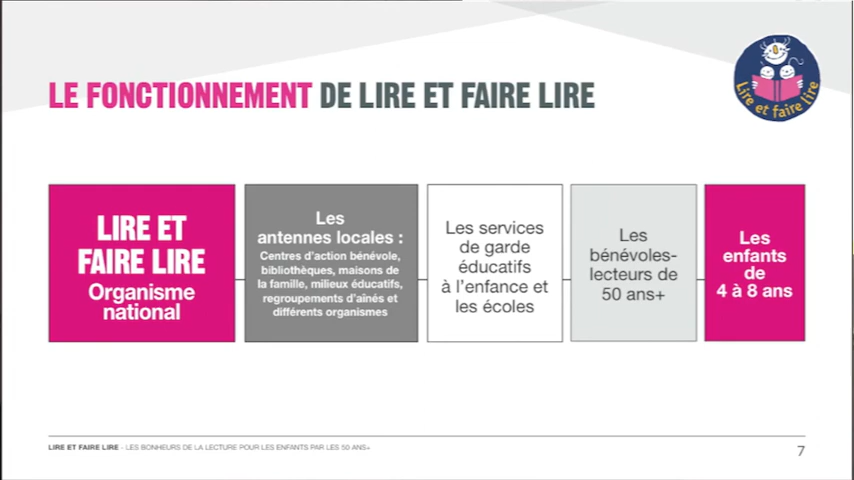 LE FONCTIONNEMENT DE LIRE ET FAIRE LIRE
Lire et faire lire
LIRE ET
FAIRE LIRE
Organisme
national
Les
antennes locales :
Centres d'action bénévole,
bibliothèques, maisons de
la famille, milieux éducatifs,
regroupements d'aînés et
différents organismes
Les services
de garde
éducatifs
à l'enfance et
les écoles
Les
bénévoles-
lecteurs de
50 ans+
Les
enfants
de
4 à 8 ans
LIRE ET FAIRE LIRE - LES BONHEURS DE LA LECTURE POUR LES ENFANTS PAR LES 50 ANS+
7